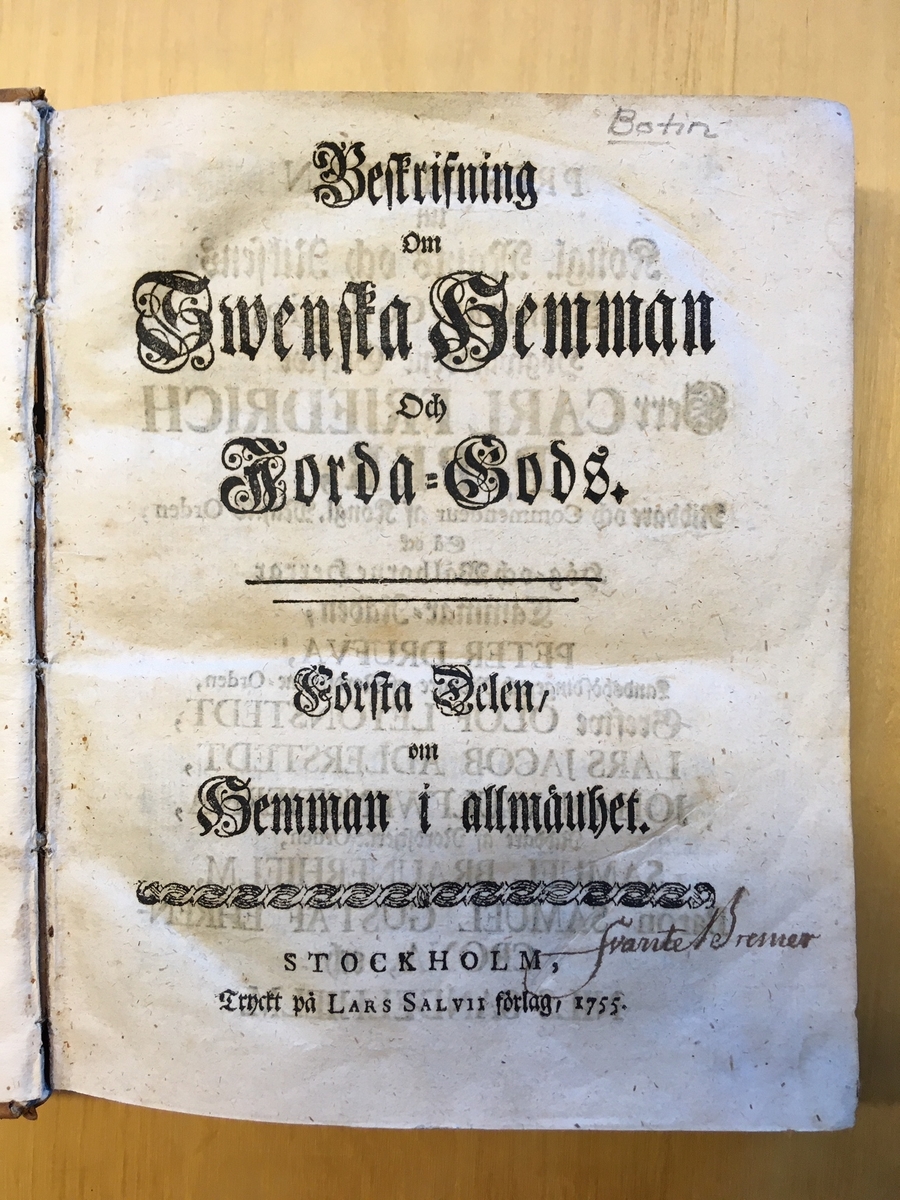 Botin
Beskrifning
Om
Swenska Hemman
Och
Jorda=Gods.
Första Delen/
om
Hemman i allmänhet.
Svante Bremer
STOCKHOLM,
Tryckt på LARS SALVII förlag, 1755.